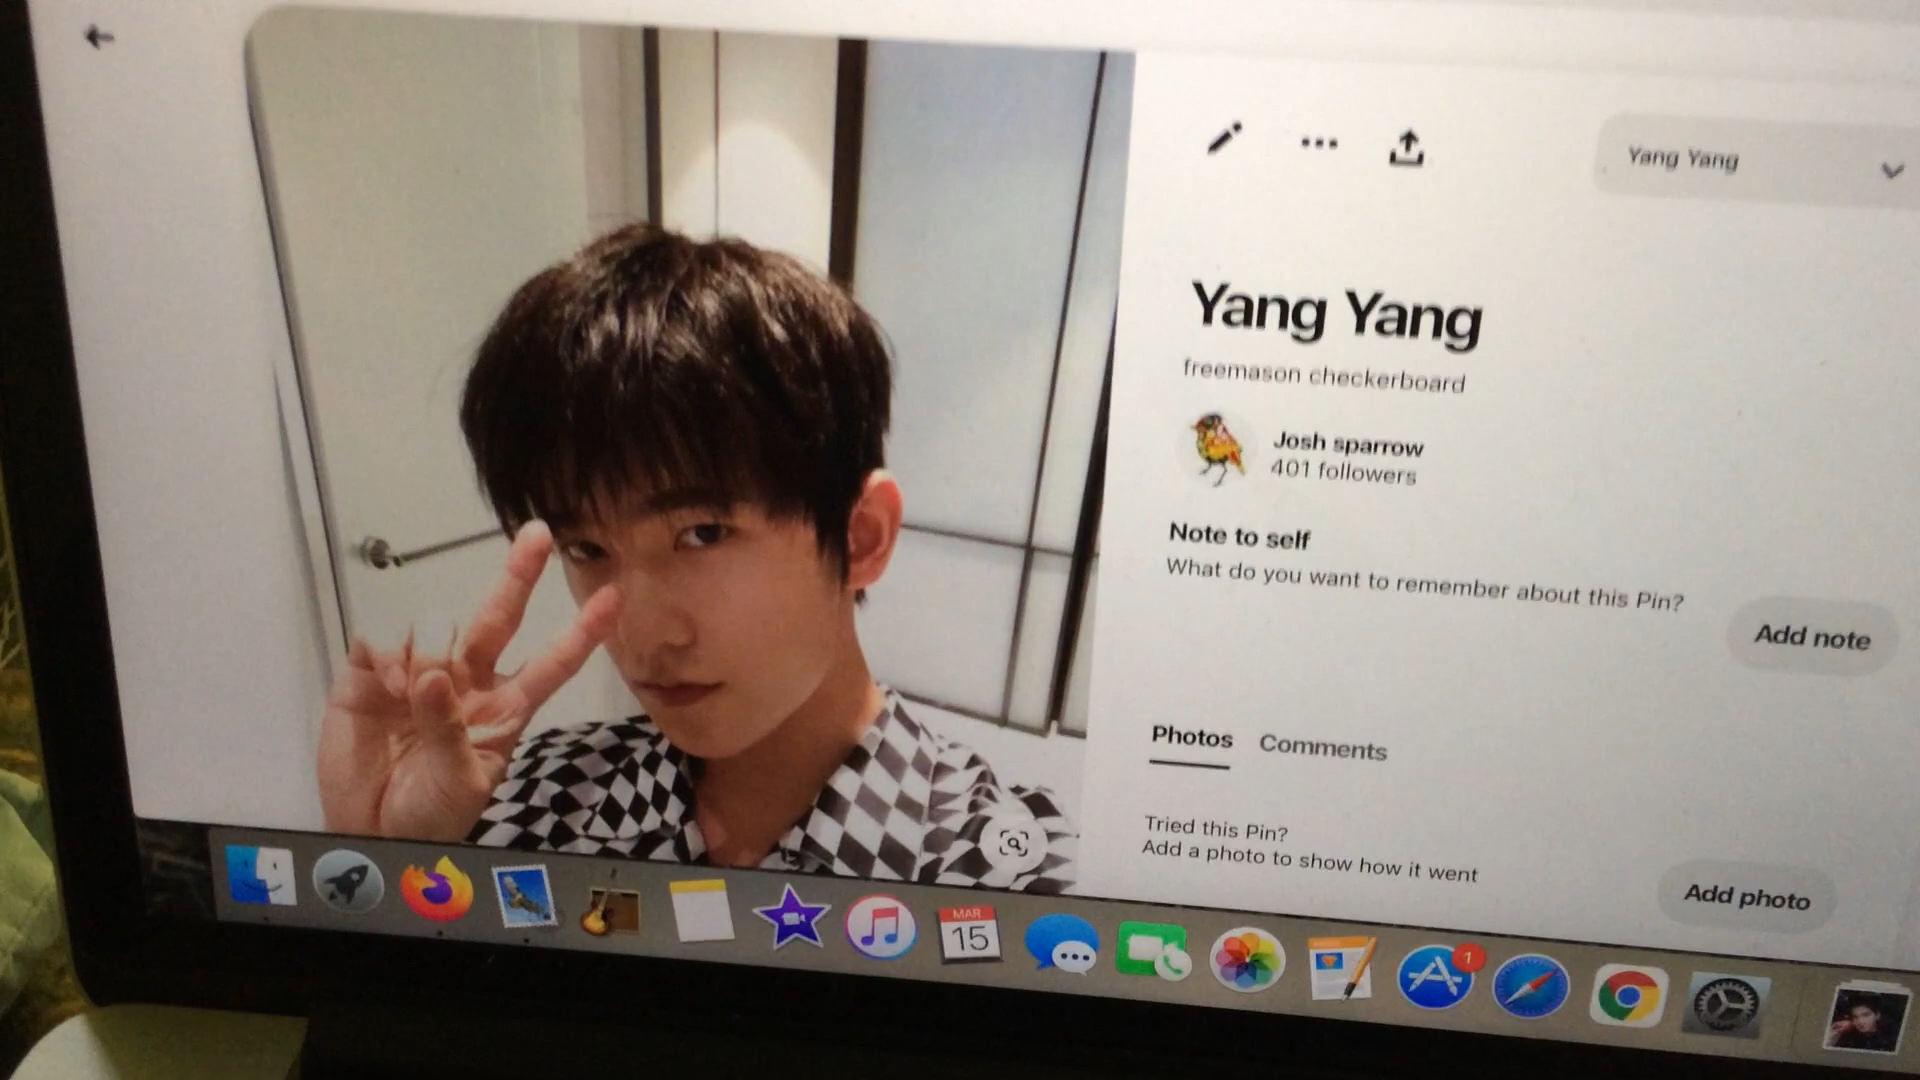 Yang Yang
Yang Yang
freemason checkerboard
Josh sparrow
401 followers
Note to self
What do you want to remember about this Pin?
Add note
Photos
Comments
Tried this Pin?
Add a photo to show how it went
Add photo
MAR
15
1